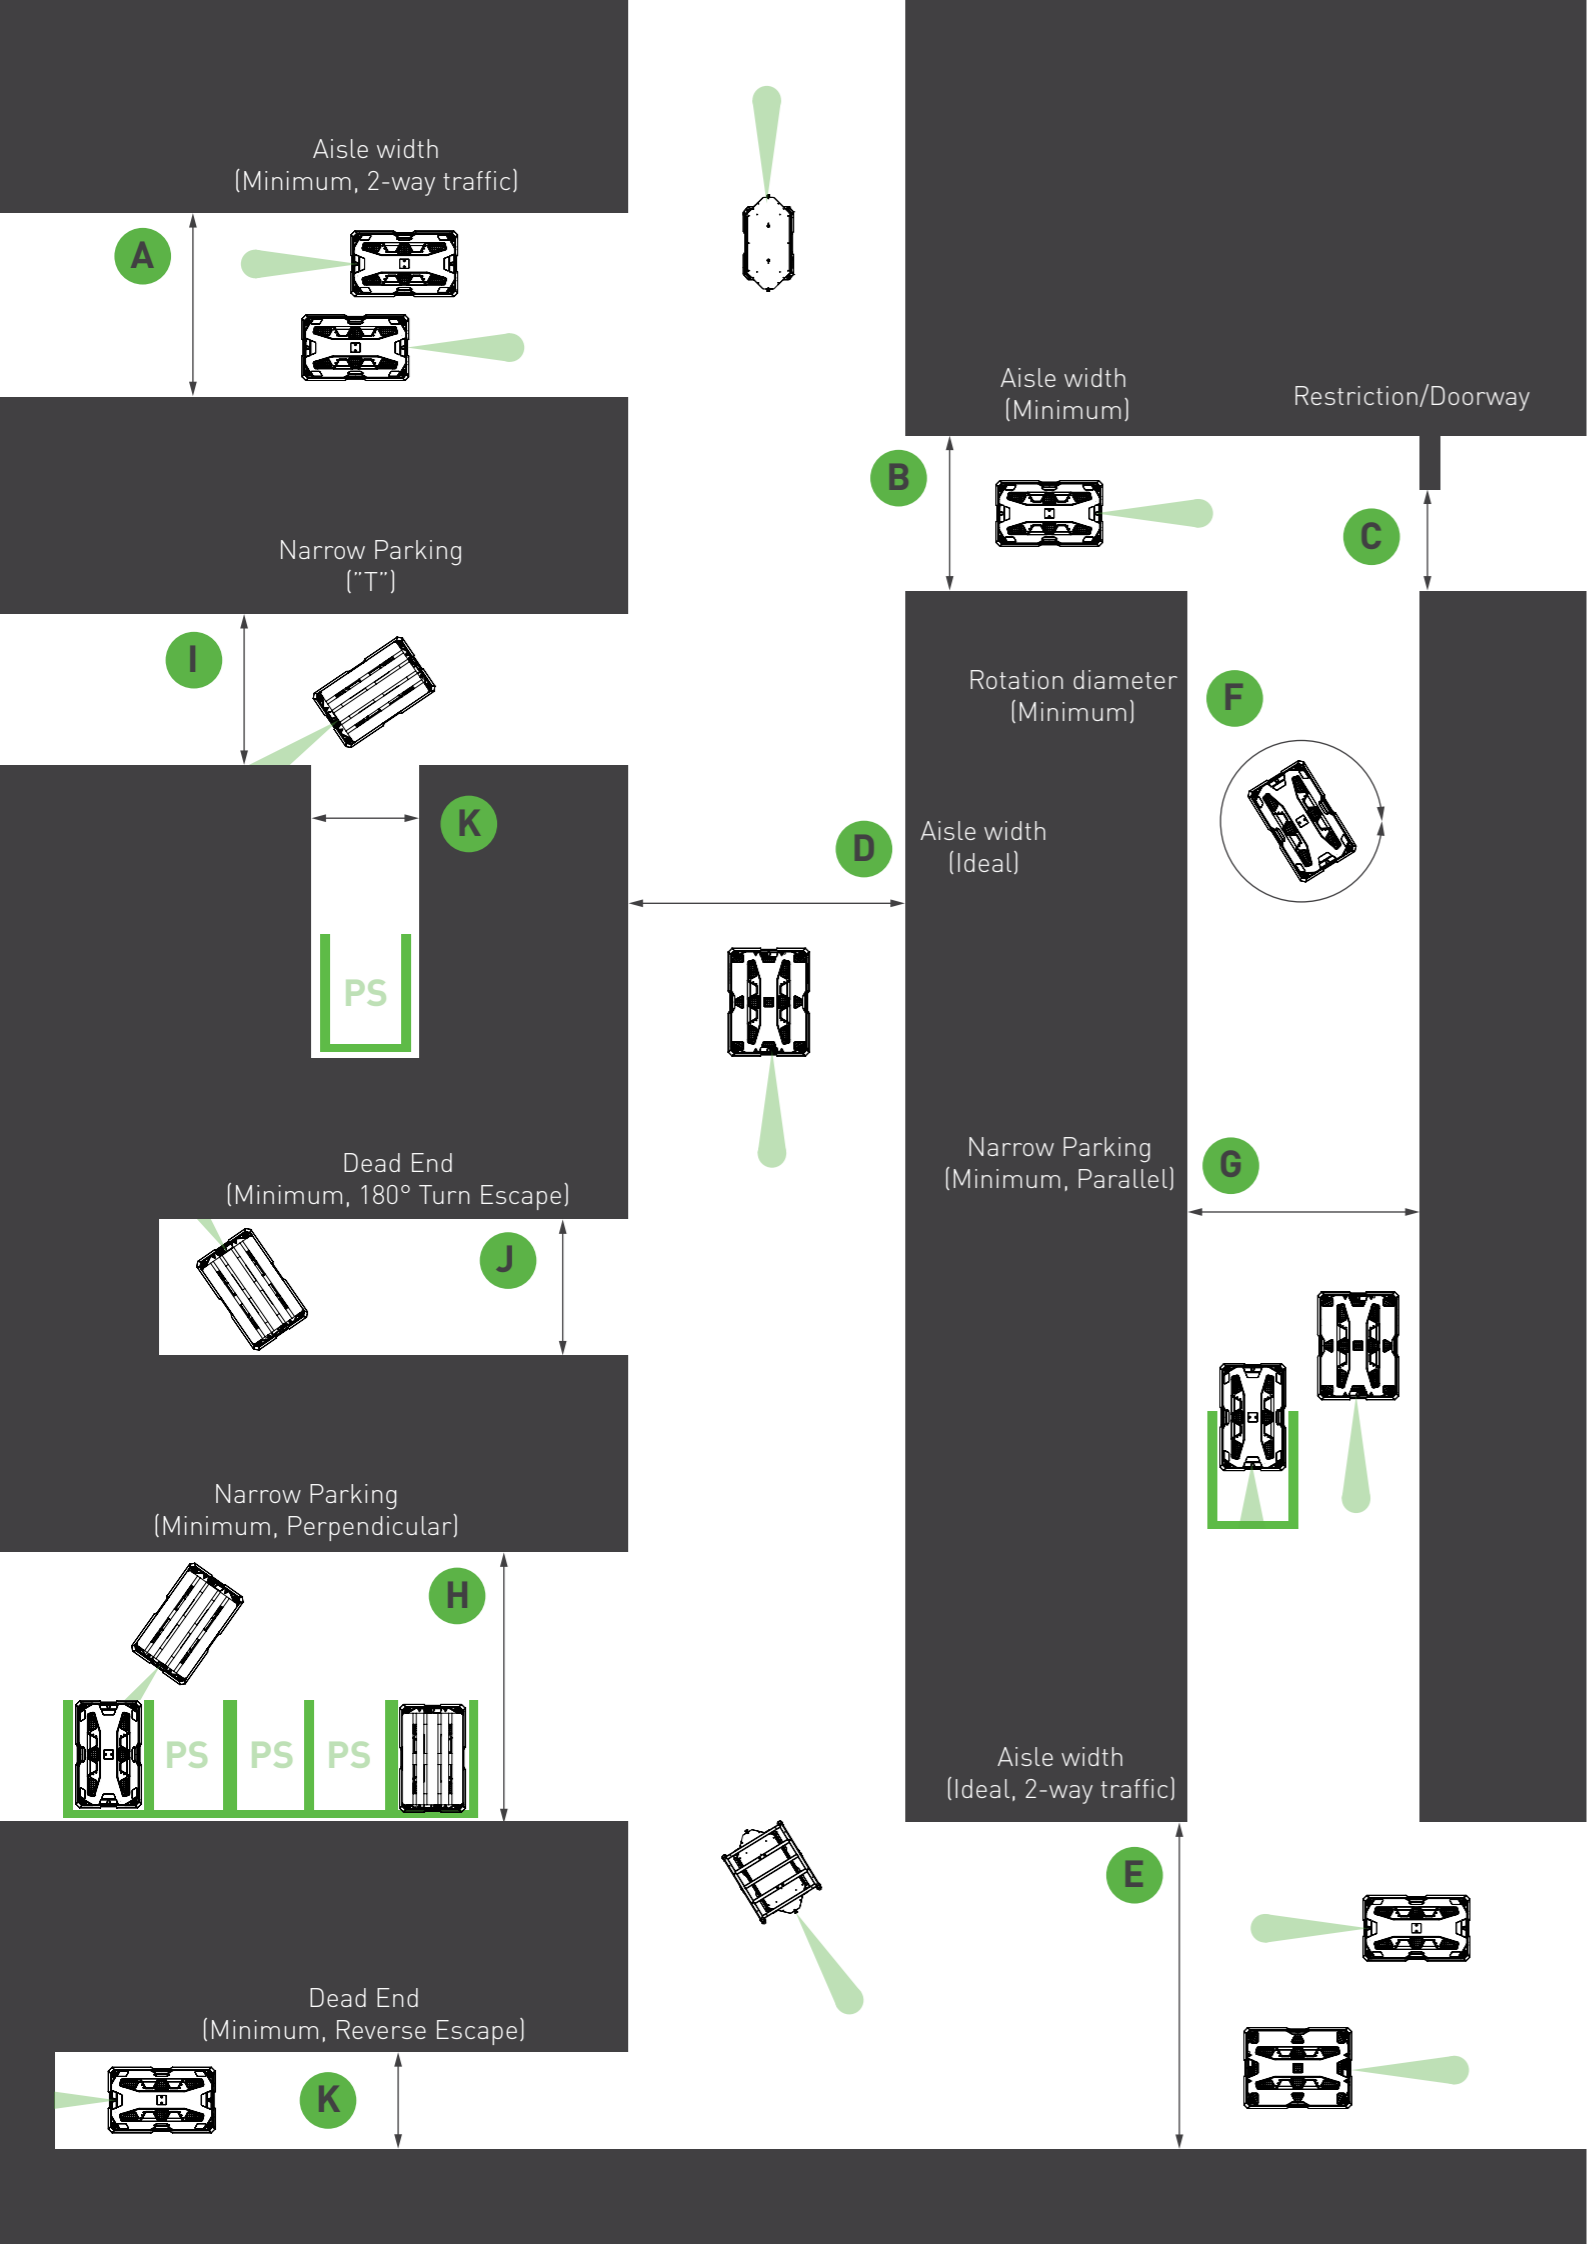 Aisle width
(Minimum, 2-way traffic)
A
Aisle width
(Minimum)
Restriction/Doorway
B
C
Narrow Parking
(”T”)
I
Rotation diameter
(Minimum)
F
K
D
Aisle width
(Ideal)
PS
Dead End
(Minimum, 180° Turn Escape)
J
Narrow Parking
(Minimum, Parallel)
G
Narrow Parking
(Minimum, Perpendicular)
H
PS PS PS
Aisle width
(Ideal, 2-way traffic)
E
Dead End
(Minimum, Reverse Escape)
K